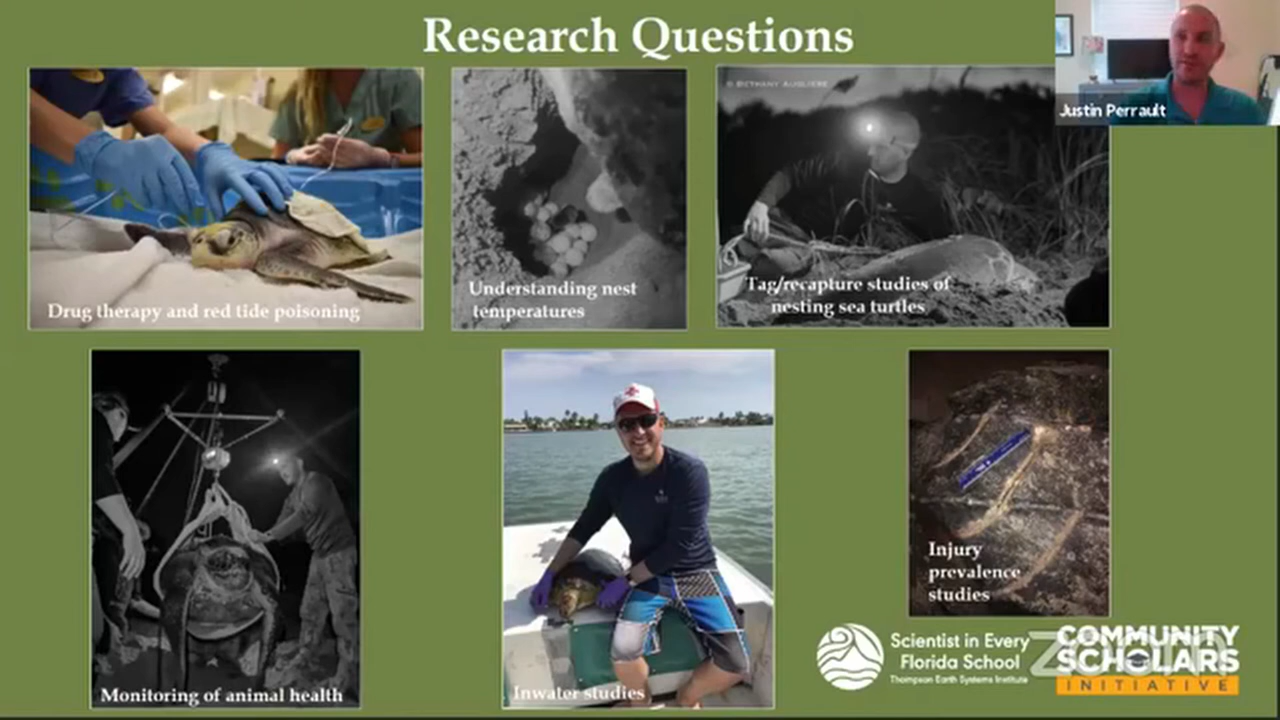 Research Questions
Justin Perrault
© BETHANY AUGLIERE
Drug therapy and red tide poisoning
Understanding nest
temperatures
Tag/recapture studies of
nesting sea turtles
Monitoring of animal health
Inwater studies
Injury
prevalence
studies
Scientist in Every
Florida School
Thompson Earth Systems Institute
zoom
COMMUNITY
SCHOLARS
INITIATIVE